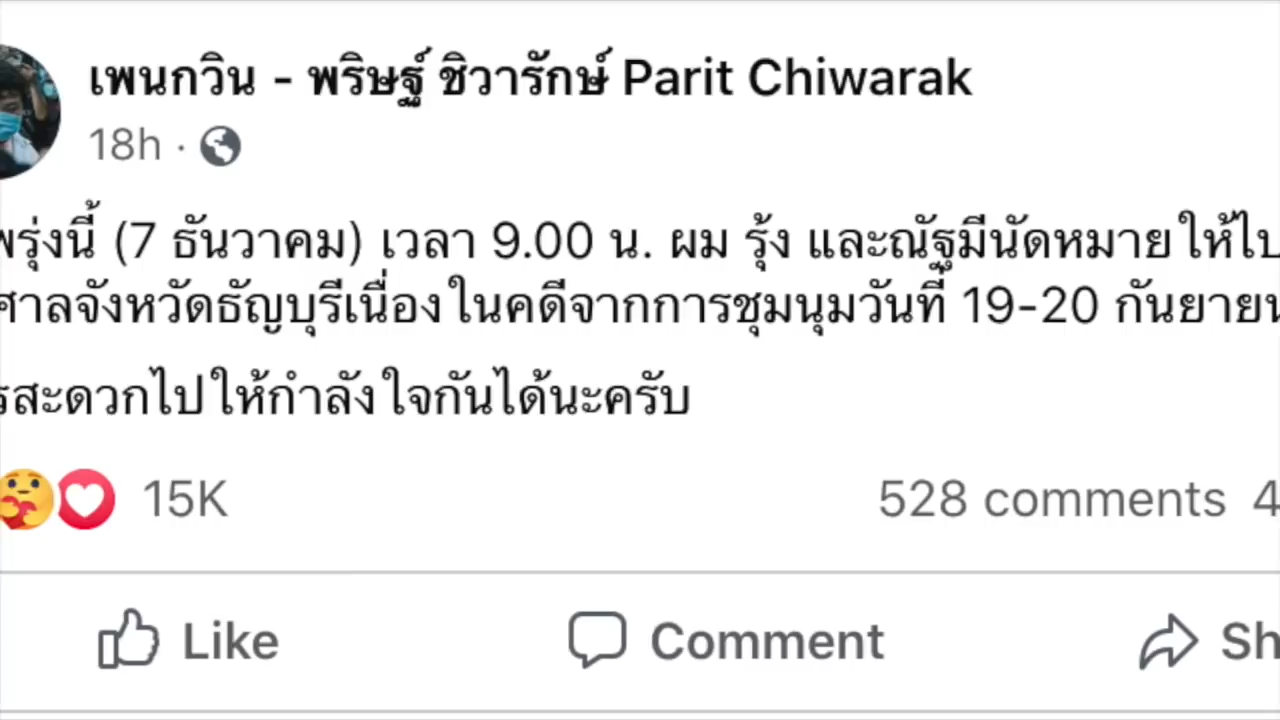 เพนกวิน - พริษฐ์ ชิวารักษ์ Parit Chiwarak
18h ·
พรุ่งนี้ (7 ธันวาคม) เวลา 9.00 น. ผม รุ้ง และณัฐมีนัดหมายให้ไป
ศาลจังหวัดธัญบุรีเนื่องในคดีจากการชุมนุมวันที่ 19-20 กันยายน
รสะดวกไปให้กำลังใจกันได้นะครับ
15K 528 comments 4
Like Comment Sh